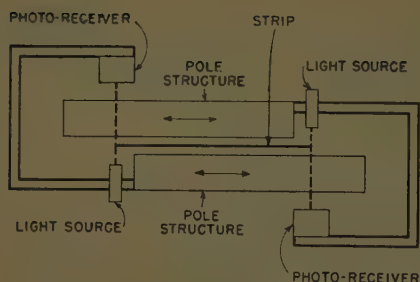 PHOTO-RECEIVER
STRIP
POLE
STRUCTURE
LIGHT SOURCE
LIGHT SOURCE
POLE
STRUCTURE
PHOTO-RECEIVER